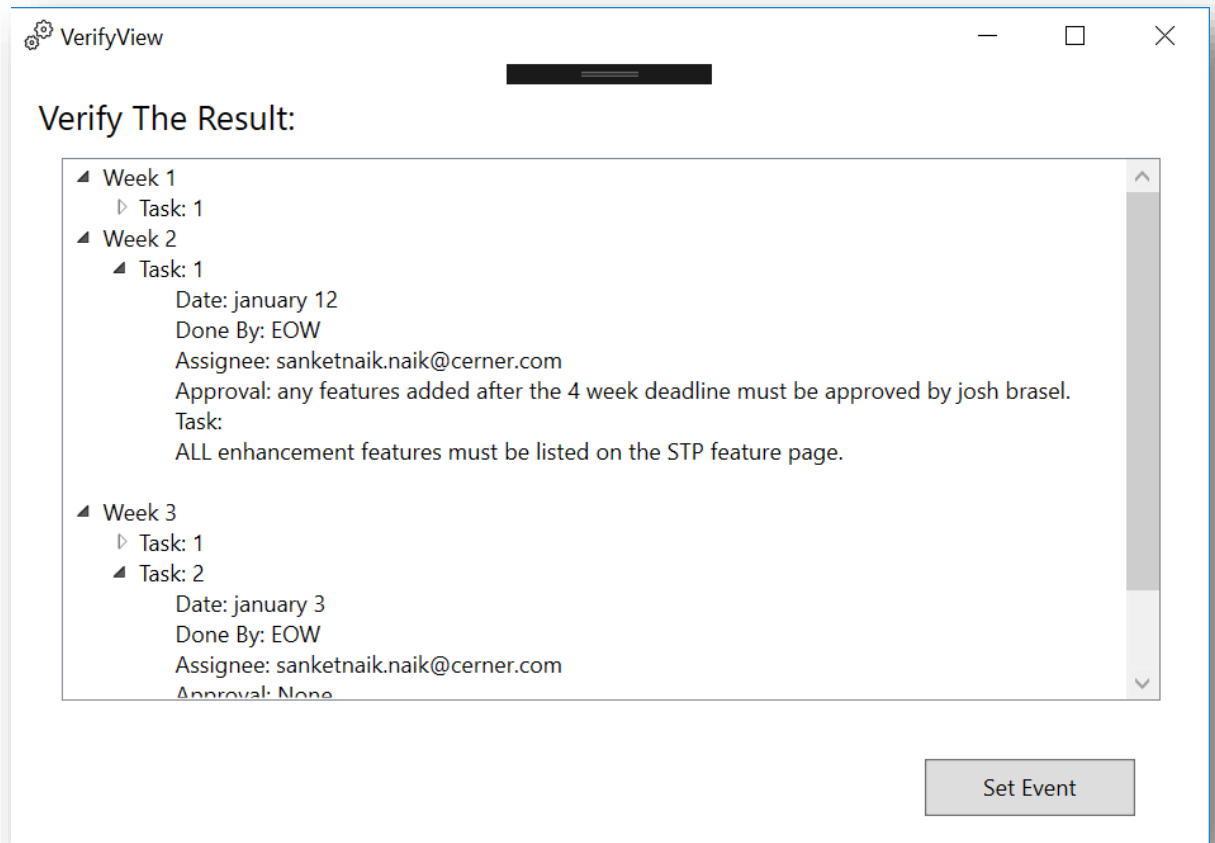 VerifyView
Verify The Result:
Week 1
Task: 1
Week 2
Task: 1
Date: january 12
Done By: EOW
Assignee: sanketnaik.naik@cerner.com
Approval: any features added after the 4 week deadline must be approved by josh brasel.
Task:
ALL enhancement features must be listed on the STP feature page.
Week 3
Task: 1
Task: 2
Date: january 3
Done By: EOW
Assignee: sanketnaik.naik@cerner.com
Approval: None
Set Event